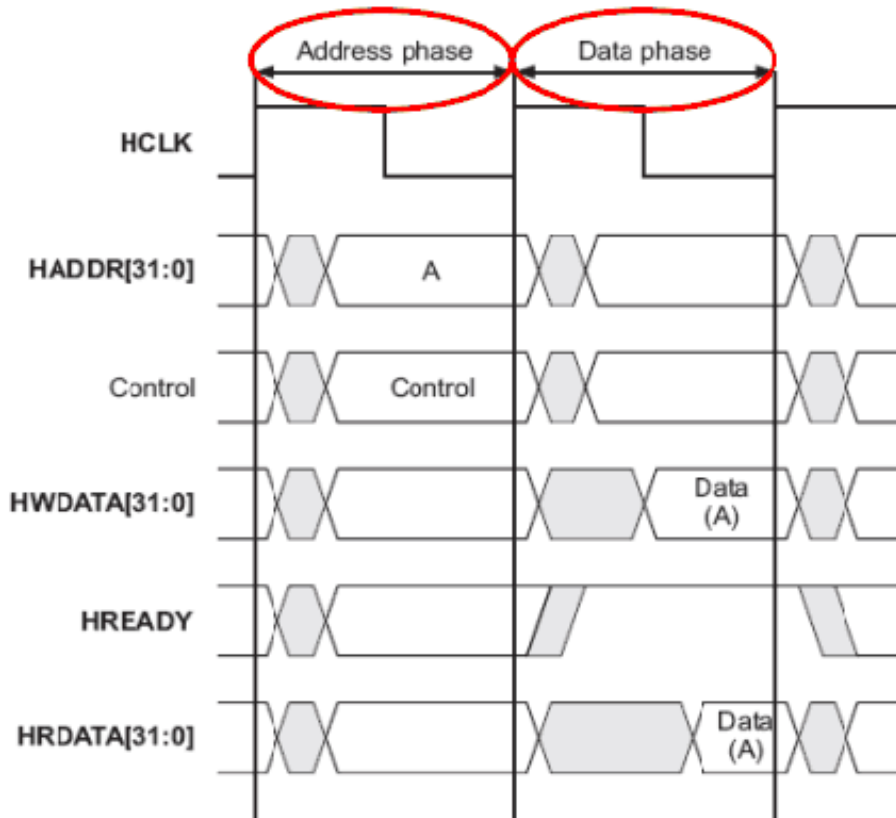 Address phase
Data phase
HCLK
HADDR[31:0]
A
Control
Control
HWDATA[31:0]
Data
(A)
HREADY
HRDATA[31:0]
Data
(A)